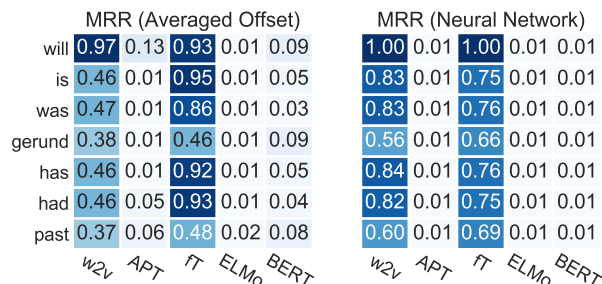 MRR (Averaged Offset) MRR (Neural Network)
will 0.97 0.13 0.93 0.01 0.09 1.00 0.01 1.00 0.01 0.01
is 0.46 0.01 0.95 0.01 0.05 0.83 0.01 0.75 0.01 0.01
was 0.47 0.01 0.86 0.01 0.03 0.83 0.01 0.76 0.01 0.01
gerund 0.38 0.01 0.46 0.01 0.09 0.56 0.01 0.66 0.01 0.01
has 0.46 0.01 0.92 0.01 0.05 0.84 0.01 0.76 0.01 0.01
had 0.46 0.05 0.93 0.01 0.04 0.82 0.01 0.75 0.01 0.01
past 0.37 0.06 0.48 0.02 0.08 0.60 0.01 0.69 0.01 0.01
w2v APT fT ELMo BERT w2v APT fT ELMo BERT